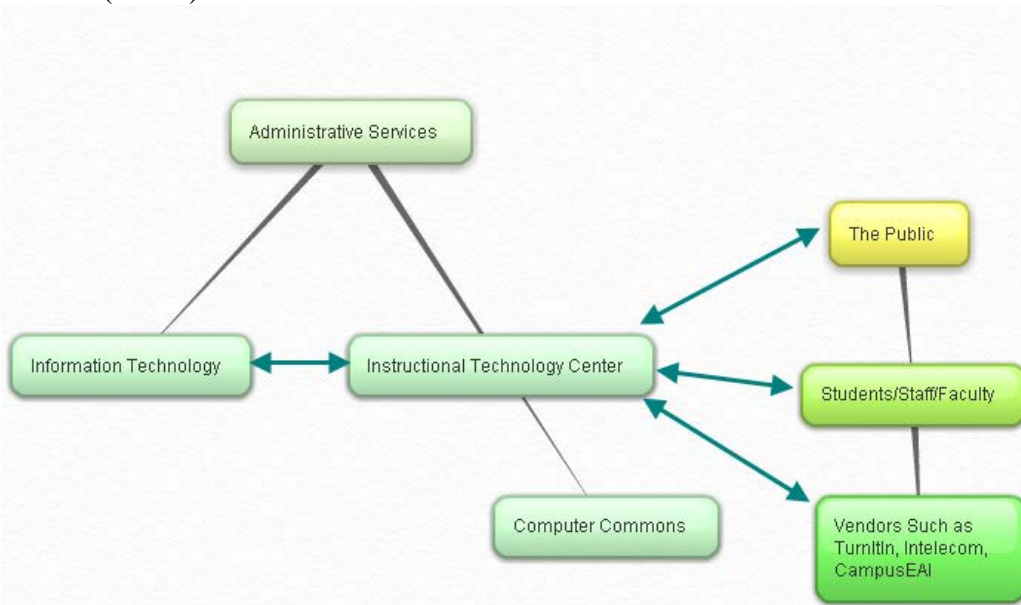 Administrative Services
The Public
Information Technology
Instructional Technology Center
Students/Staff/Faculty
Computer Commons
Vendors Such as
TurnItIn, Intelecom,
CampusEAI